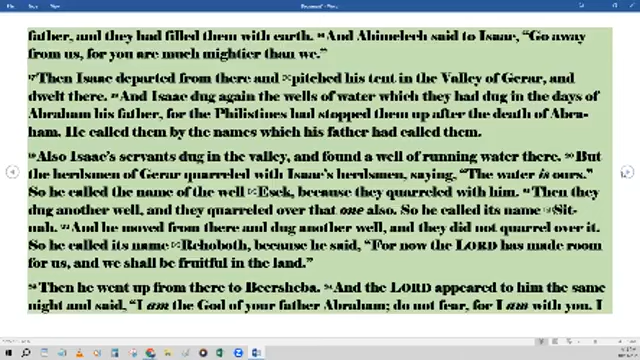 father, and they had filled them with earth. And Abimelech said to Isaac, “Go away
from us, for you are much mightier than we.”
Then Isaac departed from there and pitched his tent in the Valley of Gerar, and
dwelt there. And Isaac dug again the wells of water which they had dug in the days of
Abraham his father, for the Philistines had stopped them up after the death of Abra-
ham. He called them by the names which his father had called them.
Also Isaac’s servants dug in the valley, and found a well of running water there. But
the herdsmen of Gerar quarreled with Isaac’s herdsmen, saying, “The water is ours.”
So he called the name of the well Esek, because they quarreled with him. Then they
dug another well, and they quarreled over that one also. So he called its name Sit-
nah. And he moved from there and dug another well, and they did not quarrel over it.
So he called its name Rehoboth, because he said, “For now the LORD has made room
for us, and we shall be fruitful in the land.”
Then he went up from there to Beersheba. And the LORD appeared to him the same
night and said, “I am the God of your father Abraham; do not fear, for I am with you. I